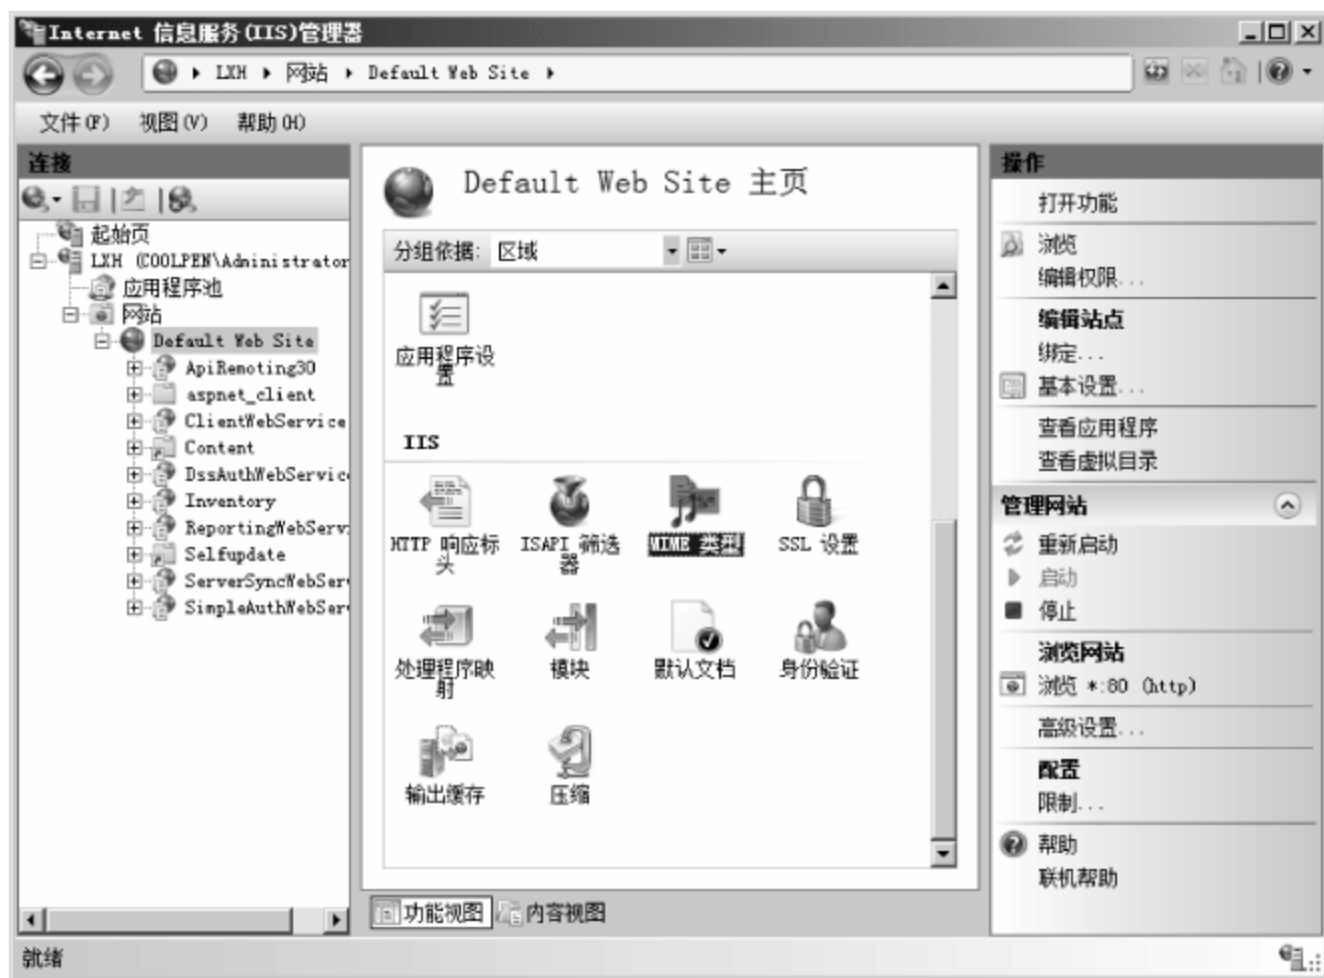 Internet 信息服务(IIS)管理器
LXH 网站 Default Web Site
文件(F) 视图(V) 帮助(H)
连接
起始页
LXH (COOLPEN\Administrator
应用程序池
网站
Default Web Site
ApiRemoting30
aspnet_client
ClientWebService
Content
DssAuthWebService
Inventory
ReportingWebServ
Selfupdate
ServerSyncWebSer
SimpleAuthWebSer
Default Web Site 主页
分组依据: 区域
应用程序设
置
IIS
HTTP 响应标
头
ISAPI 筛选
器
MIME 类型
SSL 设置
处理程序映
射
模块
默认文档
身份验证
输出缓存
压缩
功能视图 内容视图
操作
打开功能
浏览
编辑权限...
编辑站点
绑定...
基本设置...
查看应用程序
查看虚拟目录
管理网站
重新启动
启动
停止
浏览网站
浏览 *:80 (http)
高级设置...
配置
限制...
帮助
联机帮助
就绪